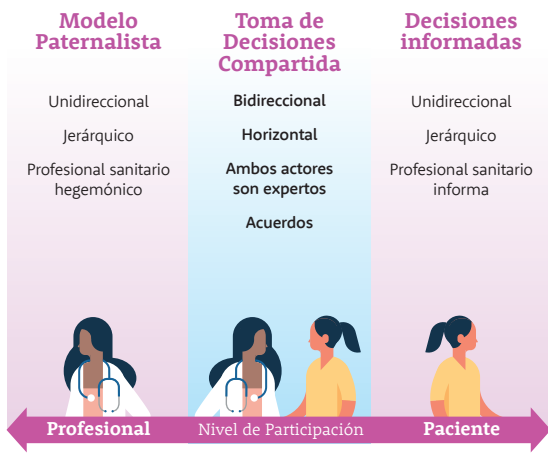 Modelo
Paternalista
Unidireccional
Jerárquico
Profesional sanitario
hegemónico
Toma de
Decisiones
Compartida
Bidireccional
Horizontal
Ambos actores
son expertos
Acuerdos
Decisiones
informadas
Unidireccional
Jerárquico
Profesional sanitario
informa
Profesional
Nivel de Participación
Paciente